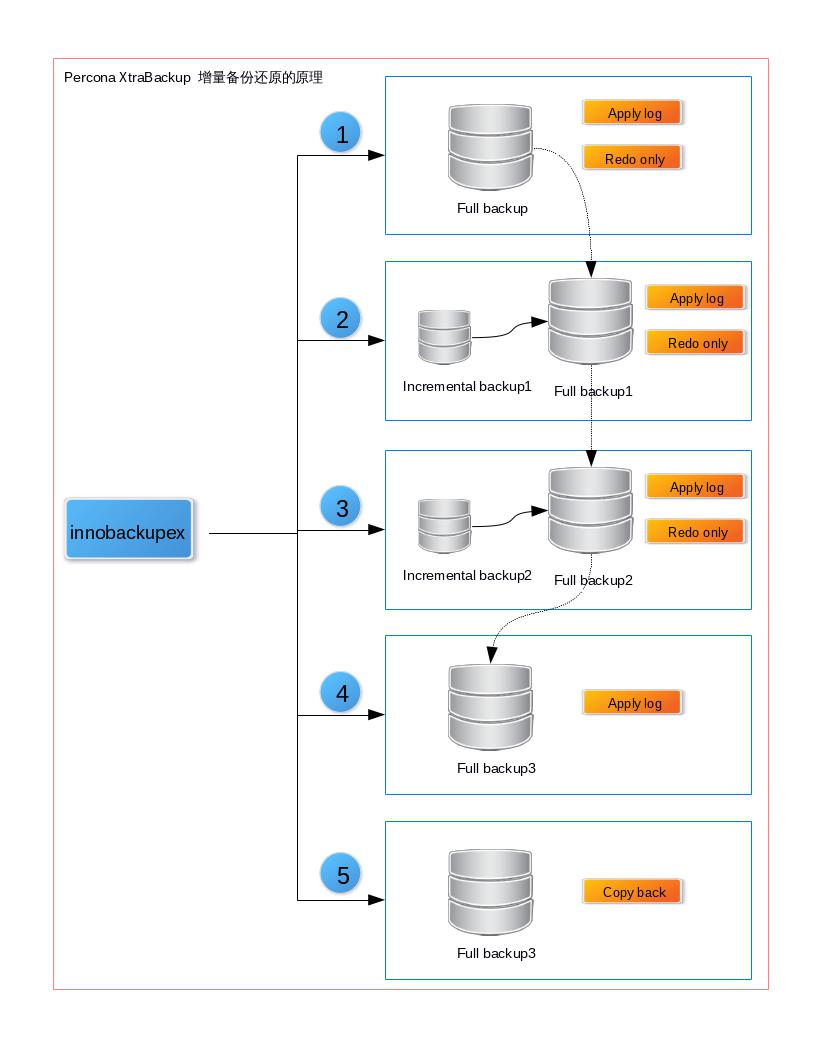 Percona XtraBackup 增量备份还原的原理
1
Apply log
Redo only
Full backup
2
Apply log
Redo only
Incremental backup1
Full backup1
3
Apply log
Redo only
innobackupex
Incremental backup2
Full backup2
4
Apply log
Full backup3
5
Copy back
Full backup3